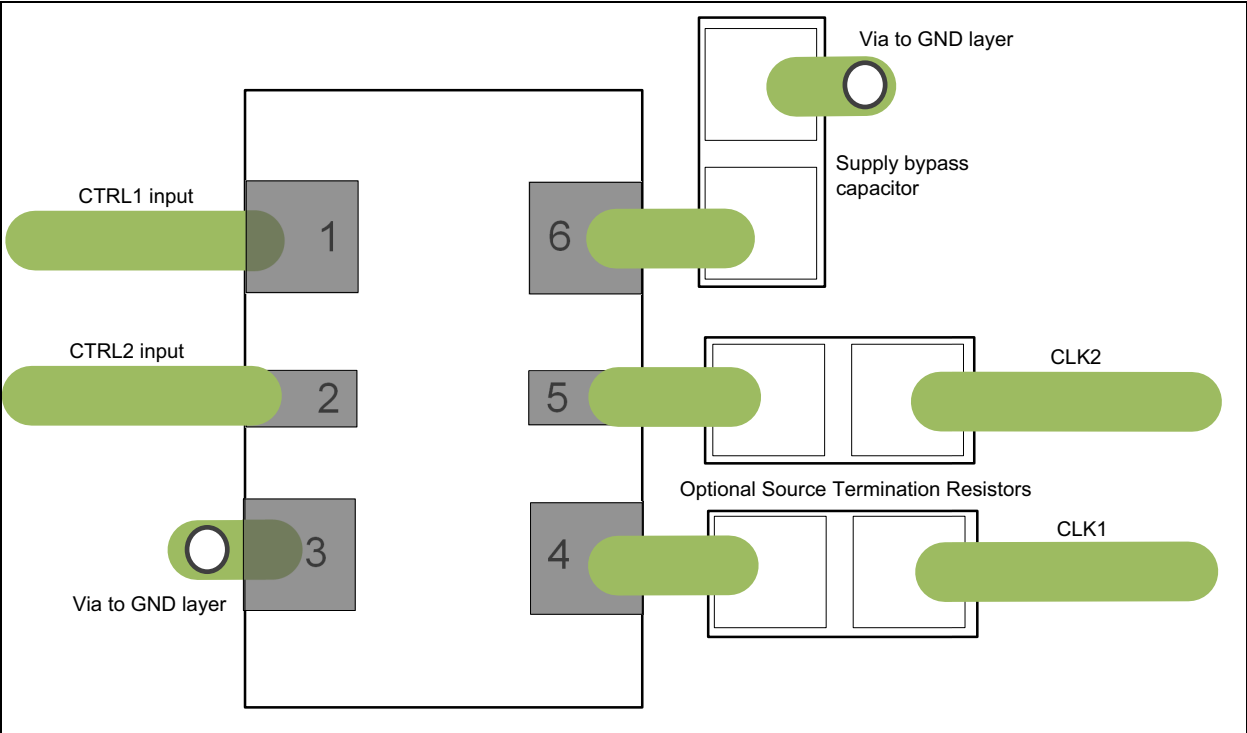 Via to GND layer
Supply bypass
capacitor
CTRL1 input
1
6
CTRL2 input
CLK2
2
5
Optional Source Termination Resistors
CLK1
3
4
Via to GND layer